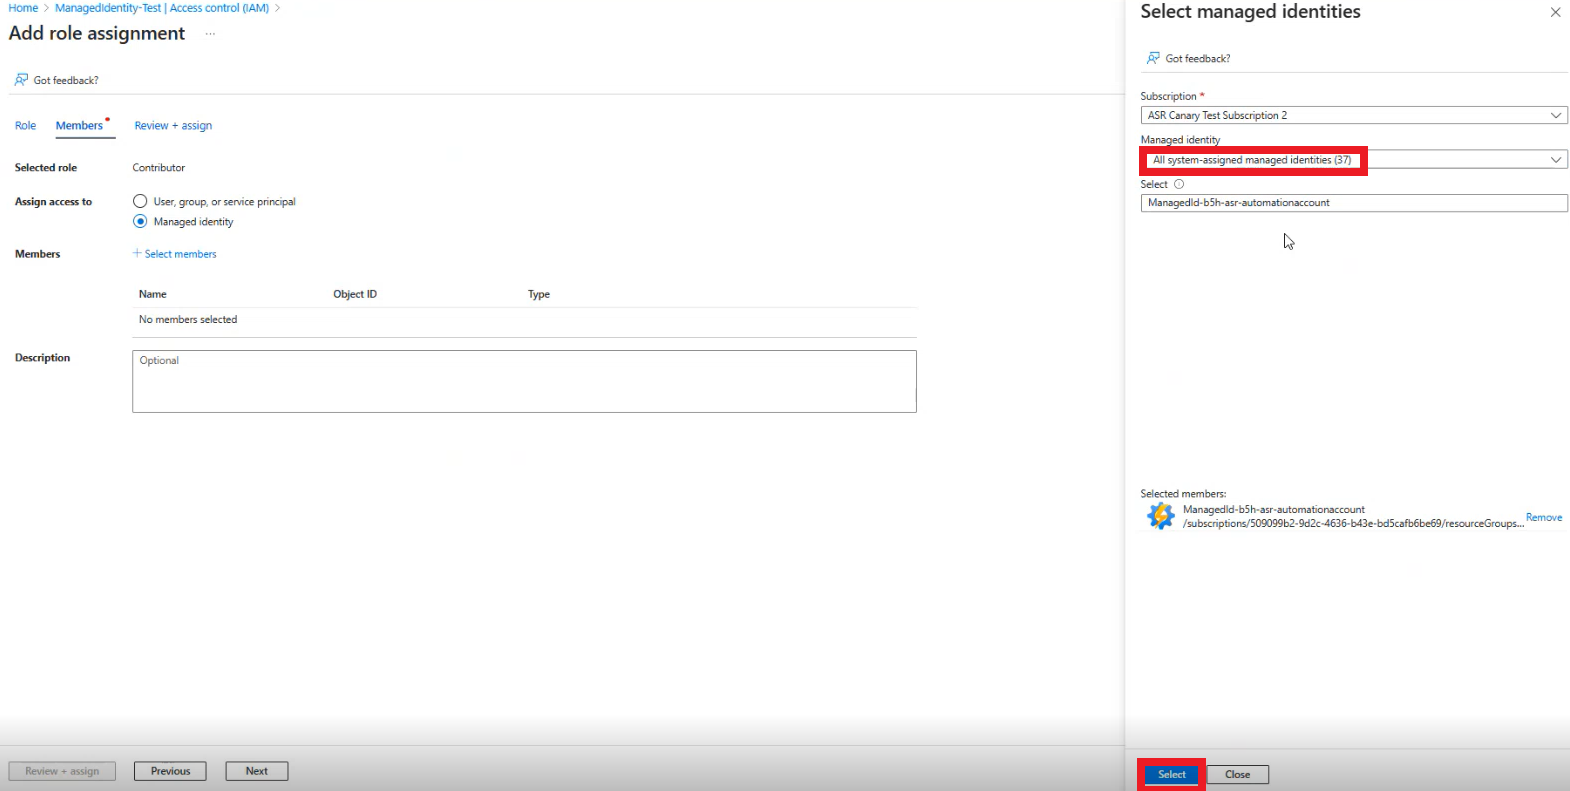 Home > ManagedIdentity-Test | Access control (IAM) >
Add role assignment ...
Got feedback?
Role Members Review + assign
Selected role Contributor
Assign access to User, group, or service principal
Managed identity
Members + Select members
Name Object ID Type
No members selected
Description Optional
Review + assign Previous Next
Select managed identities
Got feedback?
Subscription *
ASR Canary Test Subscription 2
Managed identity
All system-assigned managed identities (37)
Select
ManagedId-b5h-asr-automationaccount
Selected members:
ManagedId-b5h-asr-automationaccount
/subscriptions/509099b2-9d2c-4636-b43e-bd5cafb6be69/resourceGroups... Remove
Select Close